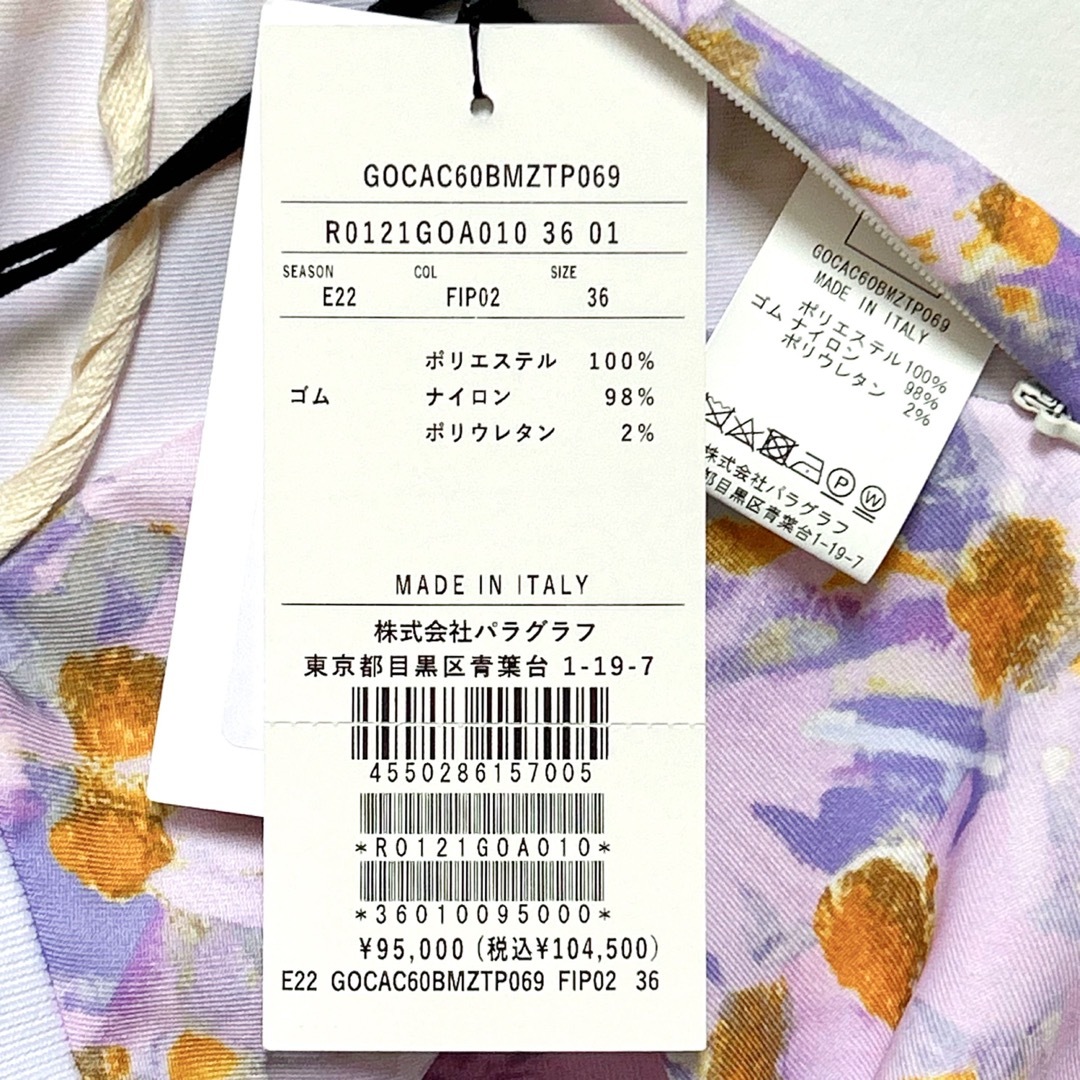 GOCAC60BMZTP069
R0121GOA010 36 01
SEASON COL SIZE
E22 FIP02 36
ポリエステル 100%
ゴム ナイロン 98%
ポリウレタン 2%
MADE IN ITALY
株式会社パラグラフ
東京都目黒区青葉台 1-19-7
4550286157005
*R0121GOA010*
*36010095000*
¥95,000 (税込¥104,500)
E22 GOCAC60BMZTP069 FIP02 36
GOCAC60BMZTP069
MADE IN ITALY
ポリエステル 100%
ゴム ナイロン 98%
ポリウレタン 2%
P W
株式会社パラグラフ
都目黒区青葉台1-19-7